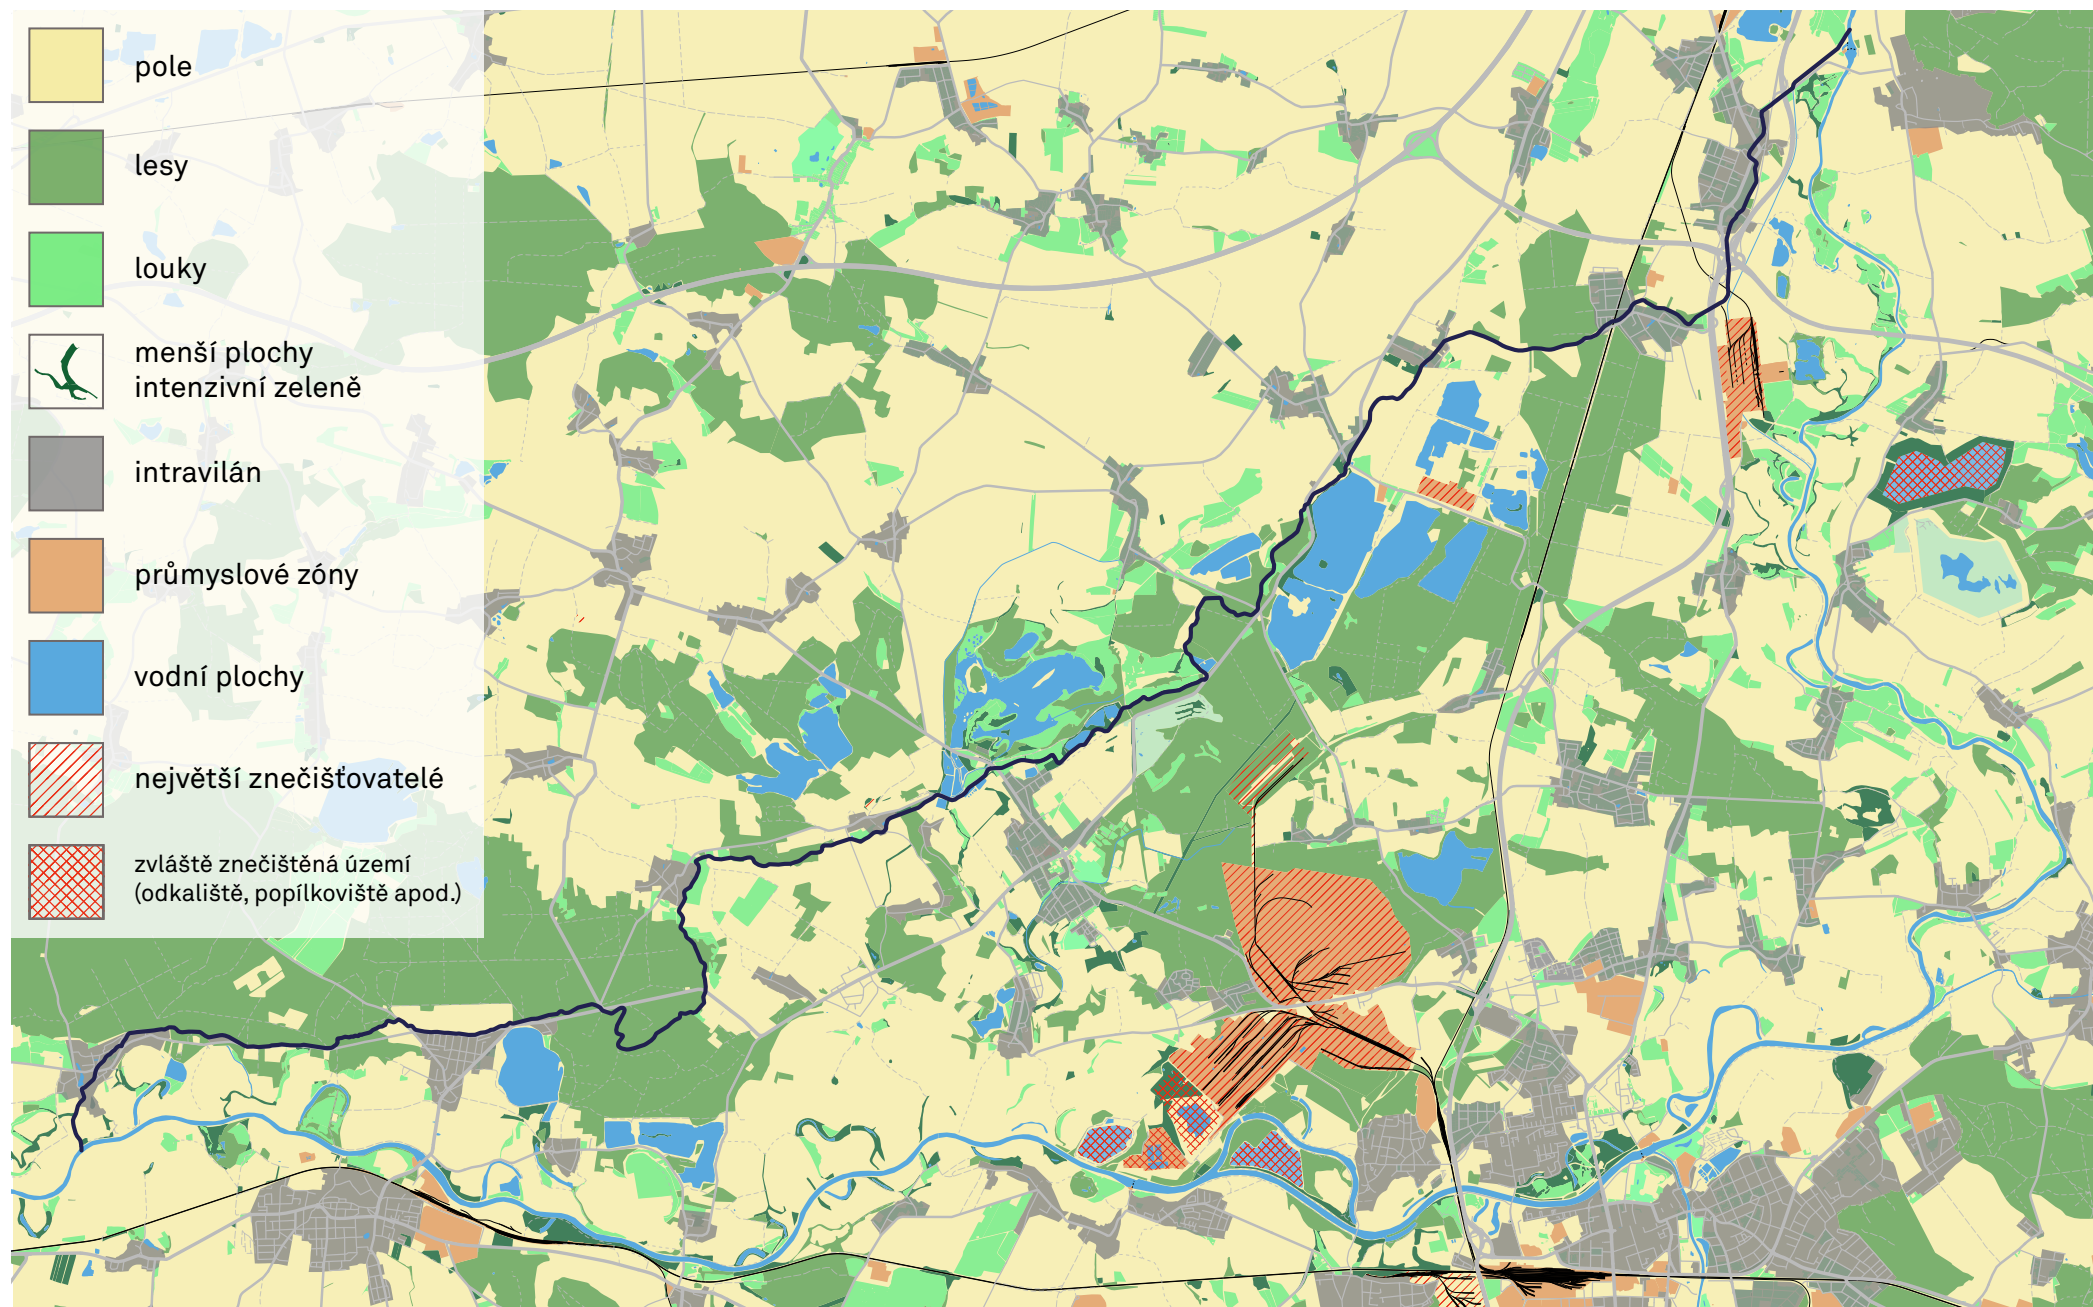 pole
lesy
louky
menší plochy
intenzivní zeleně
intravilán
průmyslové zóny
vodní plochy
největší znečišťovatelé
zvláště znečištěná území
(odkaliště, popílkoviště apod.)